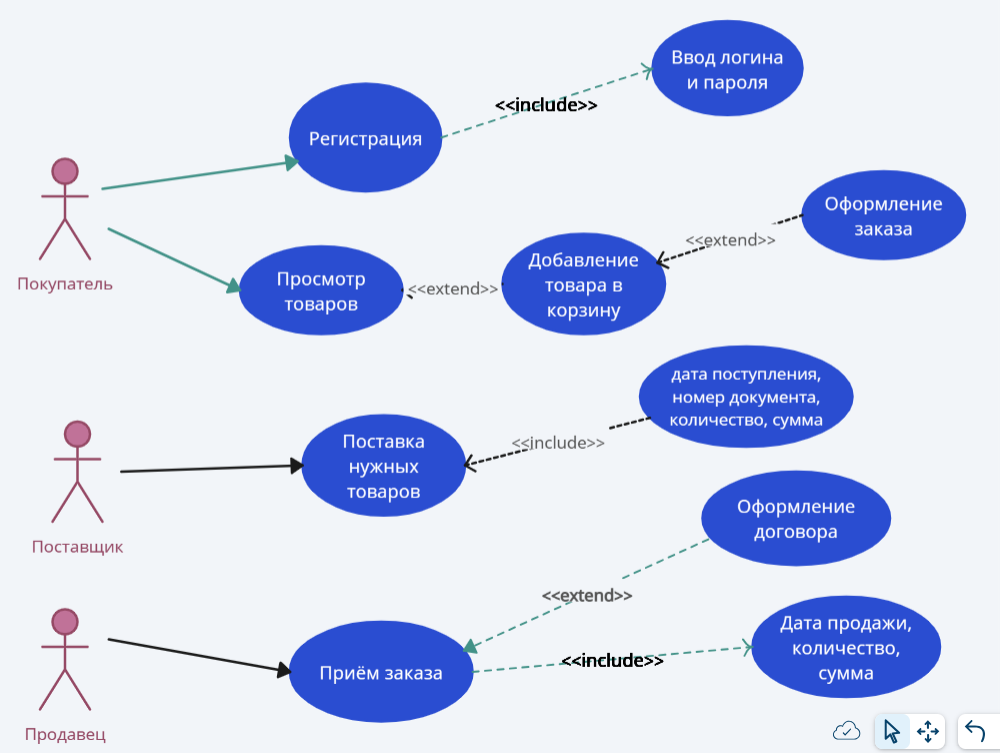 Ввод логина
и пароля
<<include>>
Регистрация
Покупатель
Оформление
заказа
<<extend>>
Добавление
товара в
корзину
<<extend>>
Просмотр
товаров
дата поступления,
номер документа,
количество, сумма
<<include>>
Поставка
нужных
товаров
Поставщик
Оформление
договора
<<extend>>
Дата продажи,
количество,
сумма
<<include>>
Приём заказа
Продавец